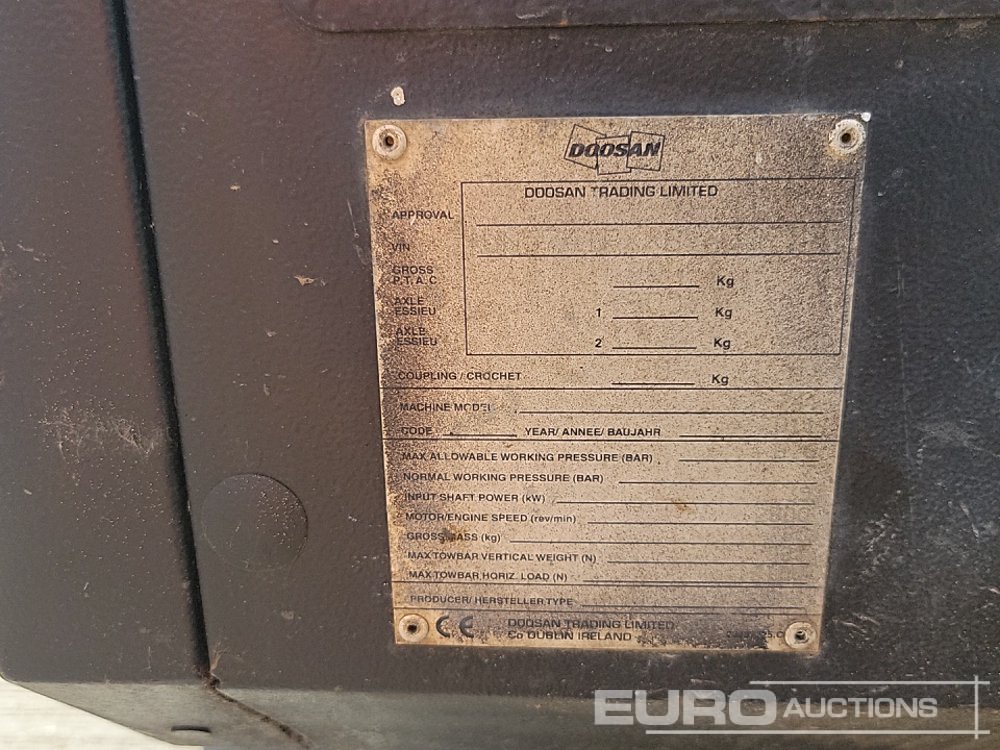 DOOSAN
DOOSAN TRADING LIMITED
APPROVAL
VIN
GROSS
P.T.A.C Kg
AXLE
ESSIEU 1 Kg
AXLE
ESSIEU 2 Kg
COUPLING / CROCHET Kg
MACHINE MODEL
CODE YEAR/ ANNEE/ BAUJAHR
MAX ALLOWABLE WORKING PRESSURE (BAR)
NORMAL WORKING PRESSURE (BAR)
INPUT SHAFT POWER (kW)
MOTOR/ENGINE SPEED (rev/min)
GROSS MASS (kg)
MAX TOWBAR VERTICAL WEIGHT (N)
MAX TOWBAR HORIZ. LOAD (N)
PRODUCER/ HERSTELLER TYPE
CE DOOSAN TRADING LIMITED
Co DUBLIN IRELAND
EURO AUCTIONS